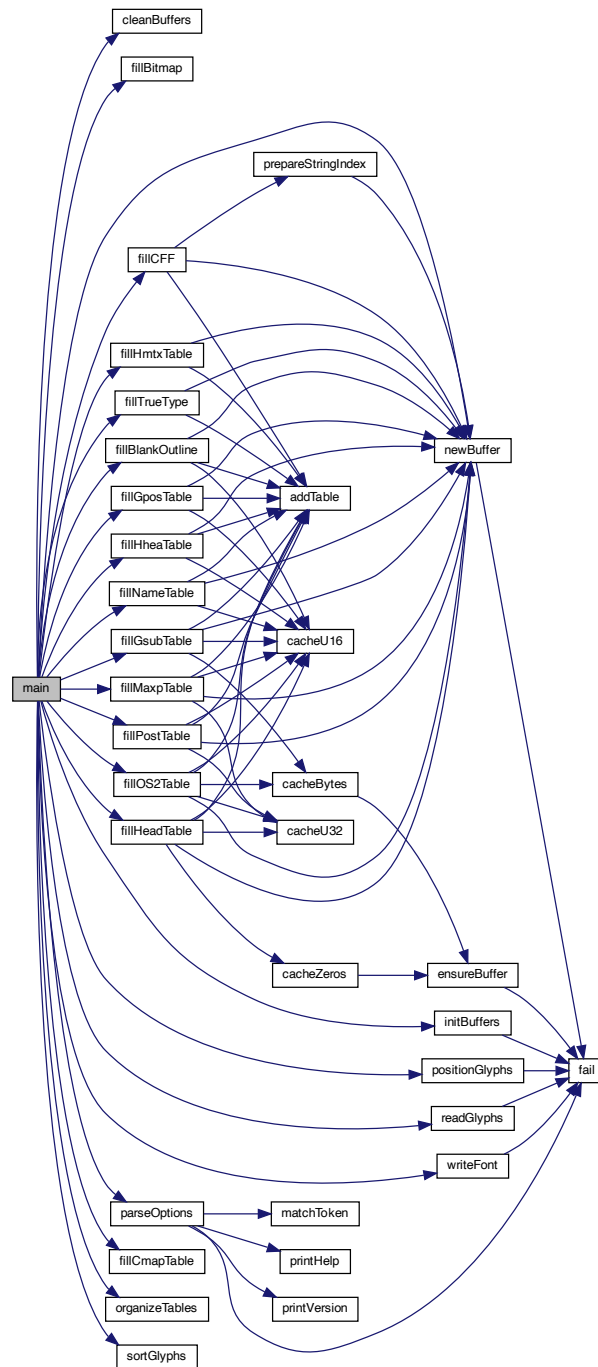 cleanBuffers
fillBitmap
prepareStringIndex
fillCFF
fillHmtxTable
fillTrueType
fillBlankOutline
newBuffer
fillGposTable
addTable
fillHheaTable
fillNameTable
fillGsubTable
cacheU16
main
fillMaxpTable
fillPostTable
fillOS2Table
cacheBytes
fillHeadTable
cacheU32
cacheZeros
ensureBuffer
initBuffers
positionGlyphs
fail
readGlyphs
writeFont
parseOptions
matchToken
fillCmapTable
printHelp
organizeTables
printVersion
sortGlyphs